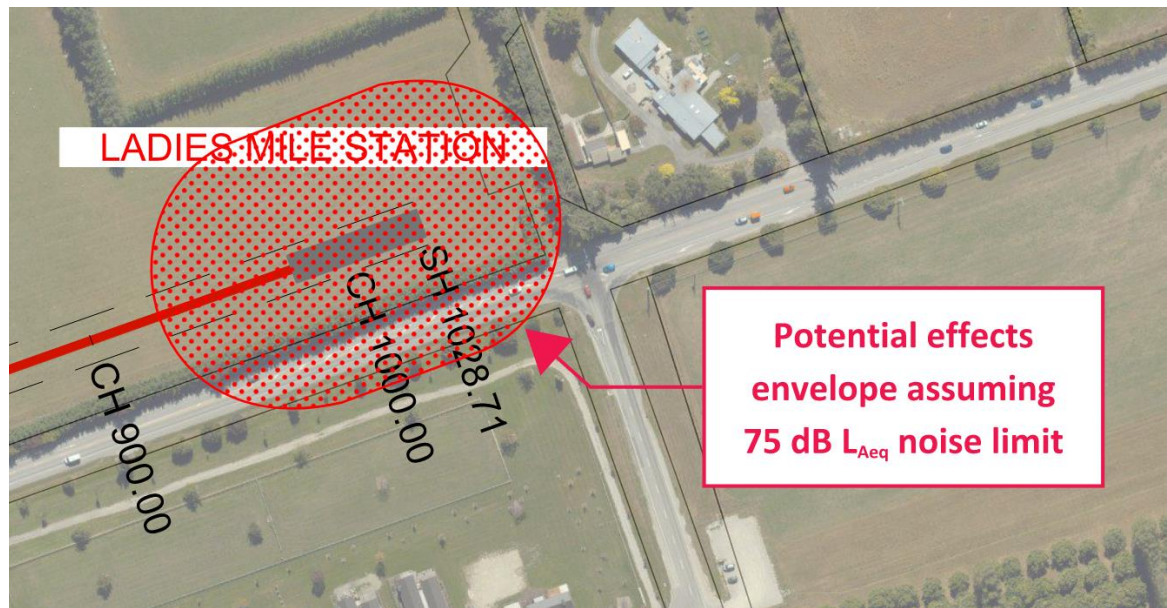 LADIES MILE STATION
CH 900.00
CH 1000.00
SH 1028.71
Potential effects
envelope assuming
75 dB LAeq noise limit